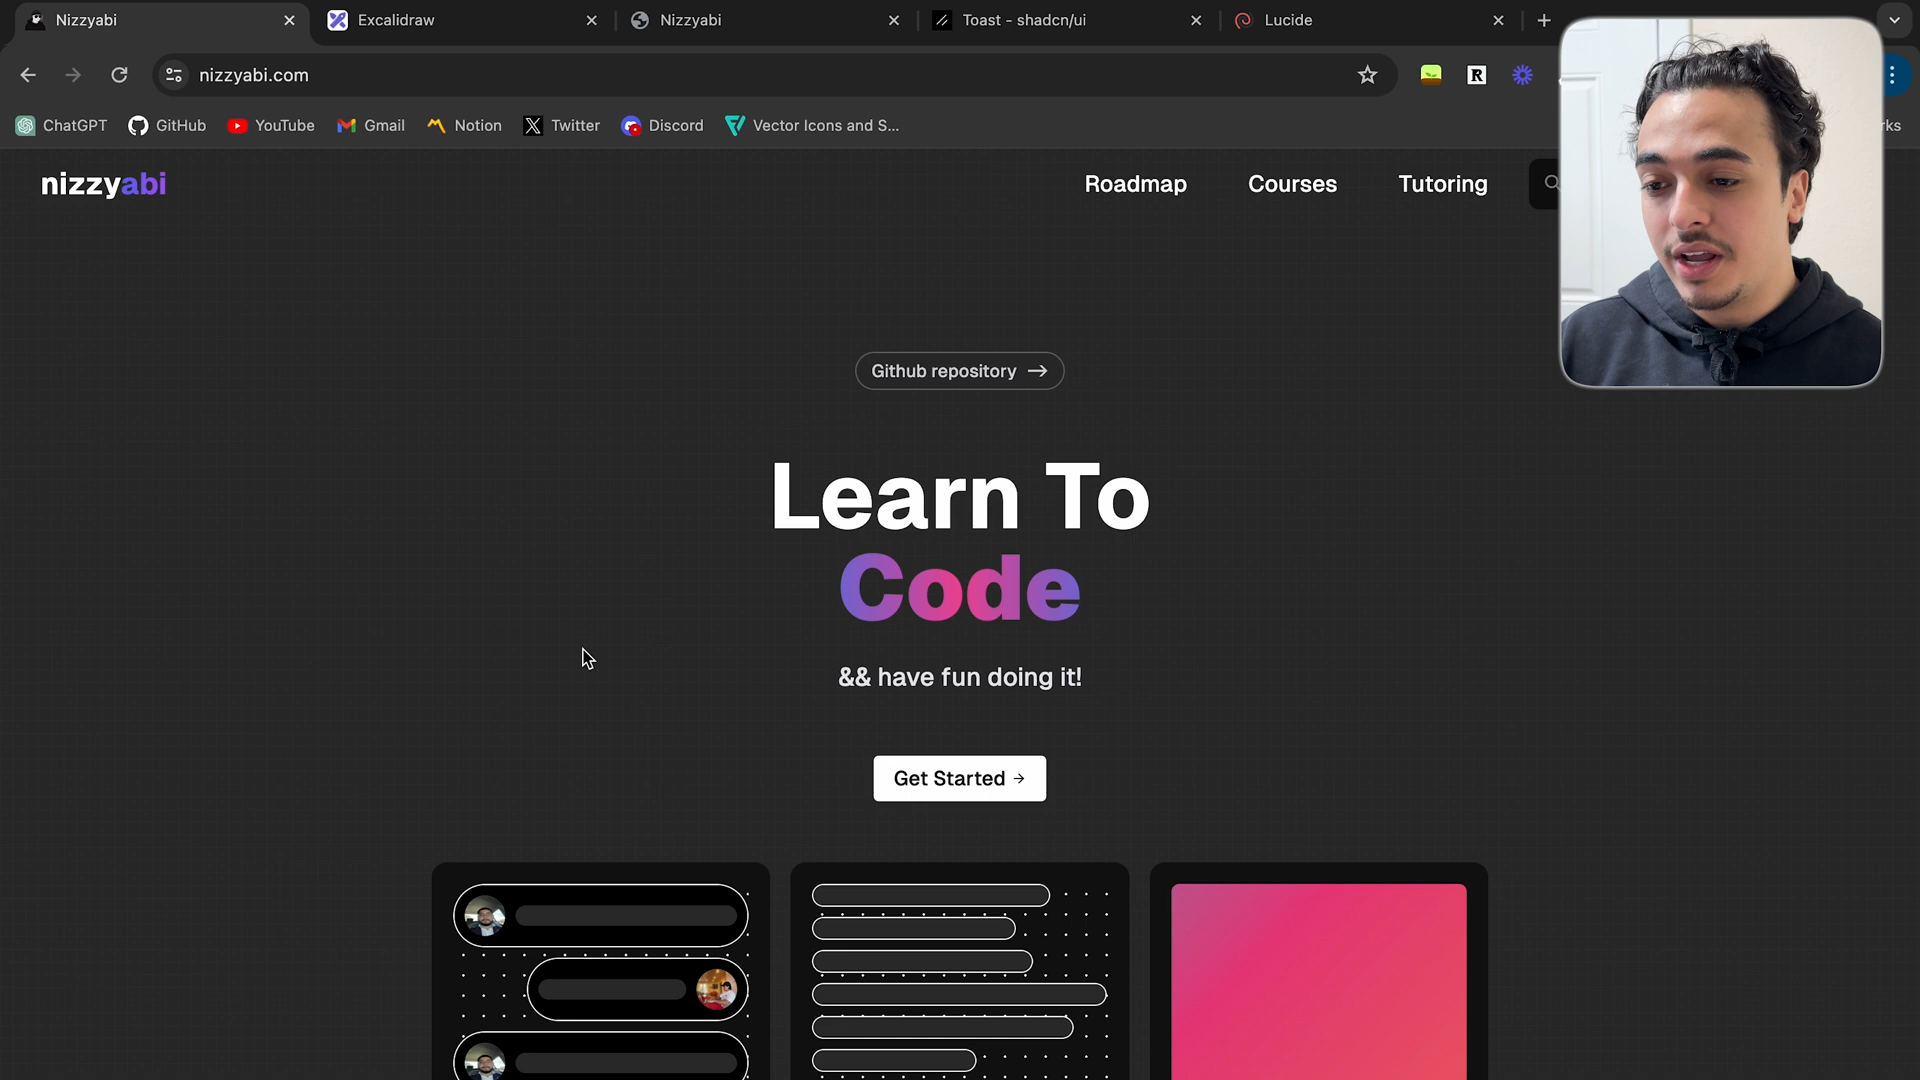 Nizzyabi
Excalidraw
Nizzyabi
Toast - shadcn/ui
Lucide
nizzyabi.com
R
ChatGPT
GitHub
YouTube
Gmail
Notion
Twitter
Discord
Vector Icons and S...
rks
nizzyabi
Roadmap
Courses
Tutoring
Github repository →
Learn To
Code
&& have fun doing it!
Get Started →